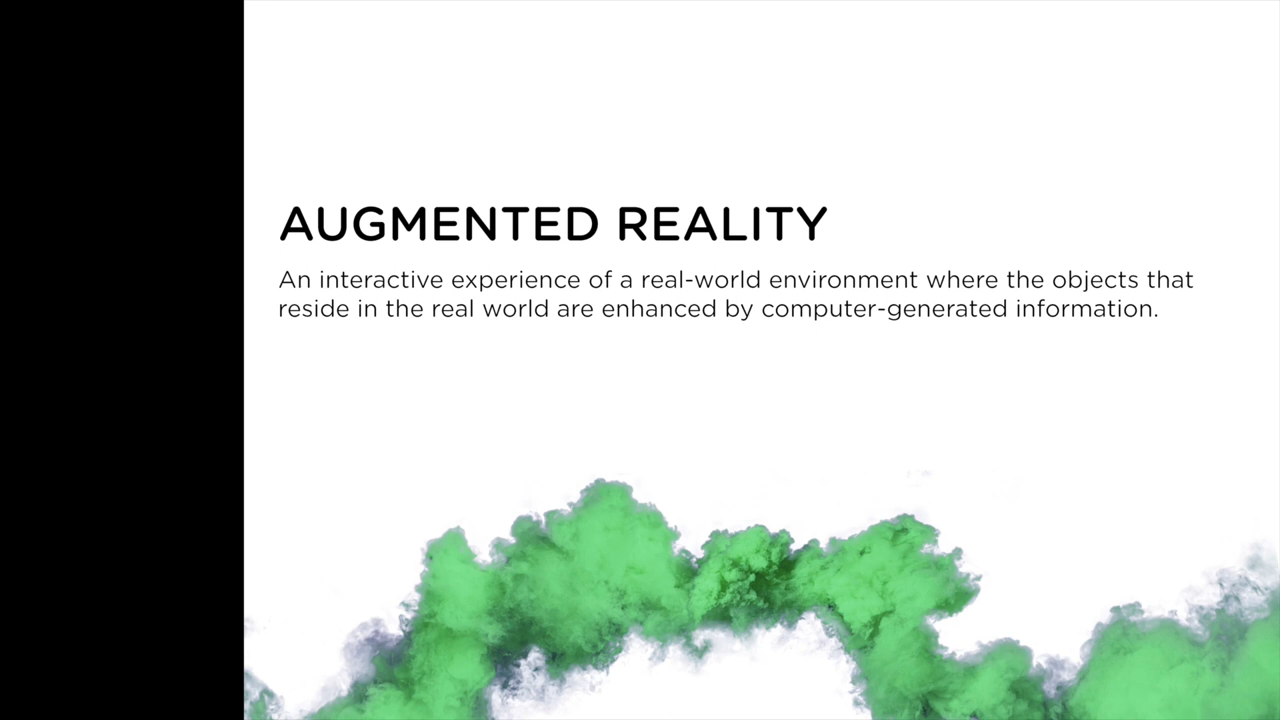 AUGMENTED REALITY
An interactive experience of a real-world environment where the objects that
reside in the real world are enhanced by computer-generated information.